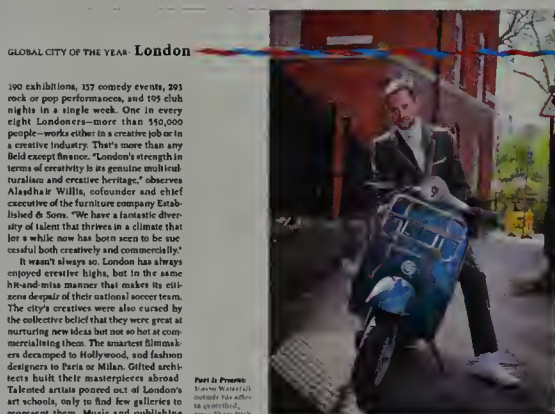 GLOBAL CITY OF THE YEAR· London
190 exhibitions, 157 comedy events, 293
rock or pop performances, and 195 club
nights in a single week. One in every
eight Londoners—more than 550,000
people—works either in a creative job or in
a creative industry. That's more than any
field except finance. "London's strength in
terms of creativity is its genuine multicul-
turalism and creative heritage," observes
Alasdhair Willis, cofounder and chief
executive of the furniture company Estab-
lished & Sons. "We have a fantastic diver-
sity of talent that thrives in a climate that
for a while now has been seen to be suc-
cessful both creatively and commercially."
It wasn't always so. London has always
enjoyed creative highs, but in the same
hit-and-miss manner that makes its citi-
zens despair of their national soccer team.
The city's creatives were also cursed by
the collective belief that they were great at
nurturing new ideas but not so hot at com-
mercializing them. The smartest filmmak-
ers decamped to Hollywood, and fashion
designers to Paris or Milan. Gifted archi-
tects built their masterpieces abroad.
Talented artists poured out of London's
art schools, only to find few galleries to
represent them. Music and publishing
Waterfall
outside his office
in gentrified,